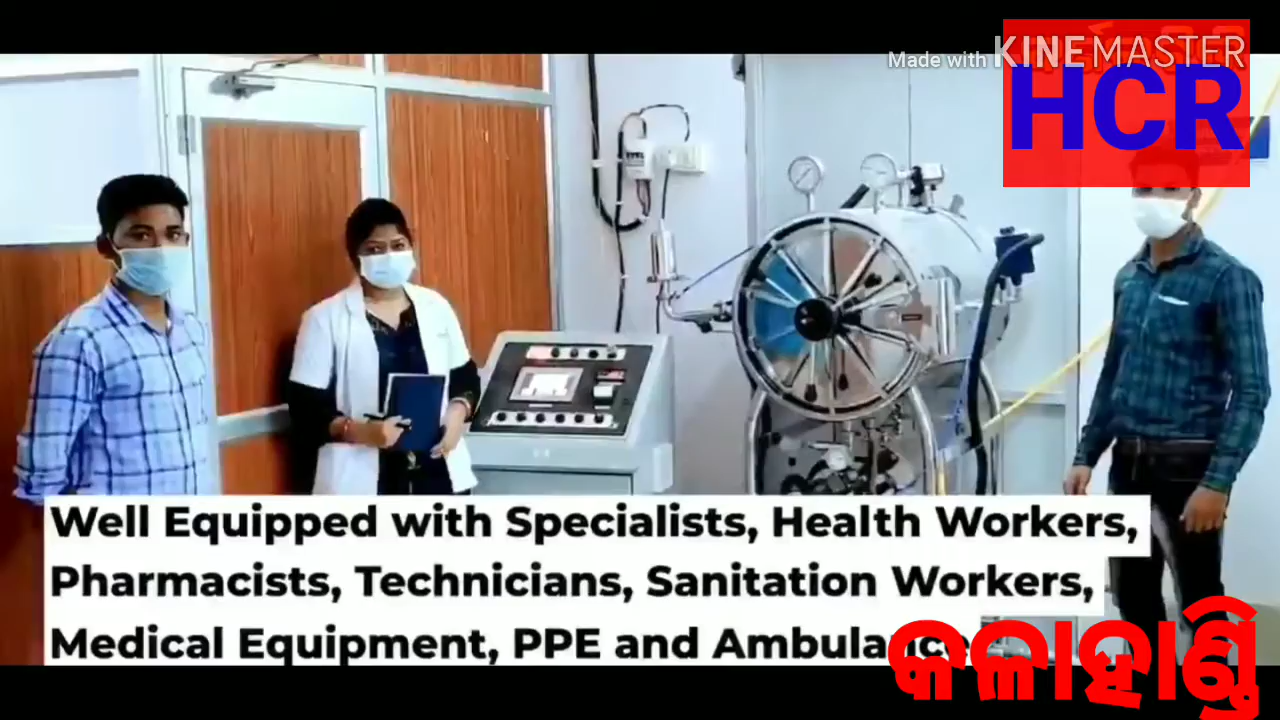 Made with KINEMASTER
HCR
Well Equipped with Specialists, Health Workers,
Pharmacists, Technicians, Sanitation Workers,
Medical Equipment, PPE and Ambulance
କଳାହାଣ୍ଡି